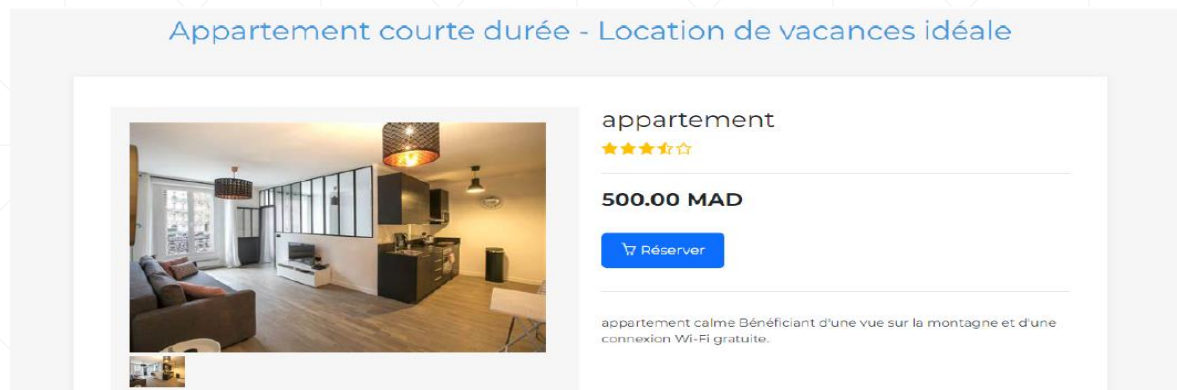 Appartement courte durée - Location de vacances idéale
appartement
500.00 MAD
Réserver
appartement calme Bénéficiant d'une vue sur la montagne et d'une
connexion Wi-Fi gratuite.